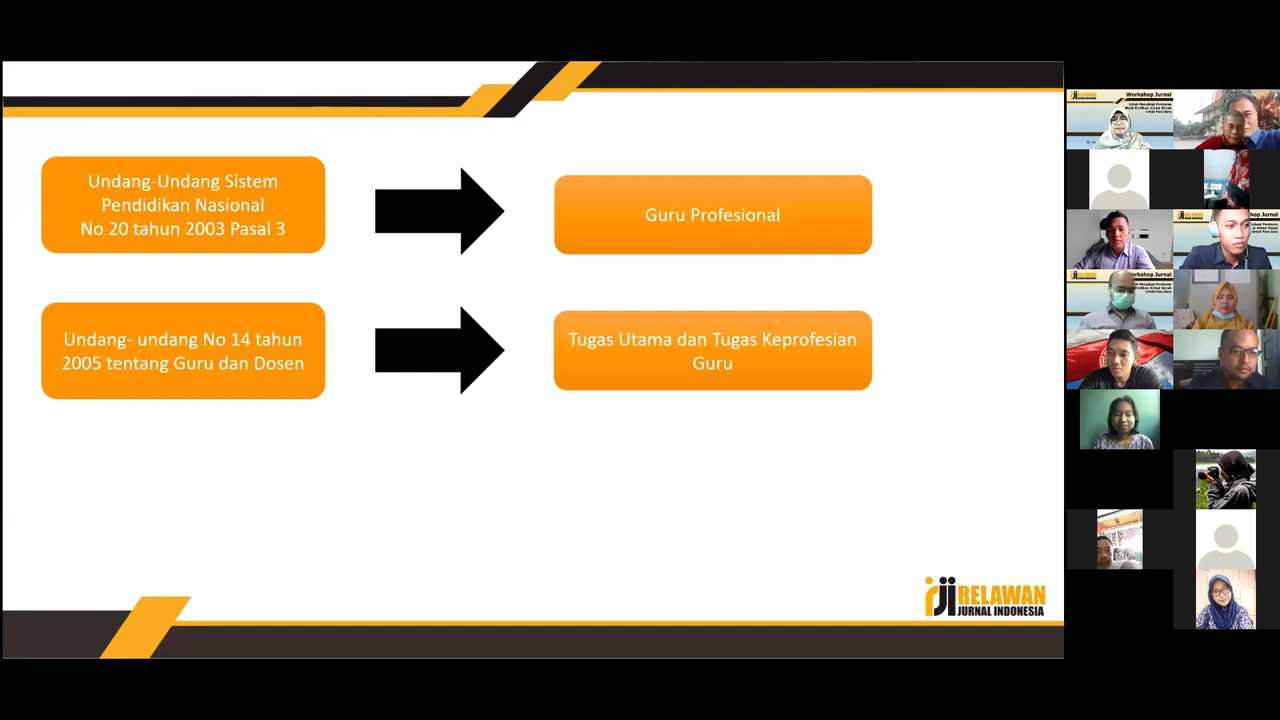 Undang-Undang Sistem
Pendidikan Nasional
No 20 tahun 2003 Pasal 3
Guru Profesional
Undang- undang No 14 tahun
2005 tentang Guru dan Dosen
Tugas Utama dan Tugas Keprofesian
Guru
RELAWAN
JURNAL INDONESIA
Workshop Jurnal